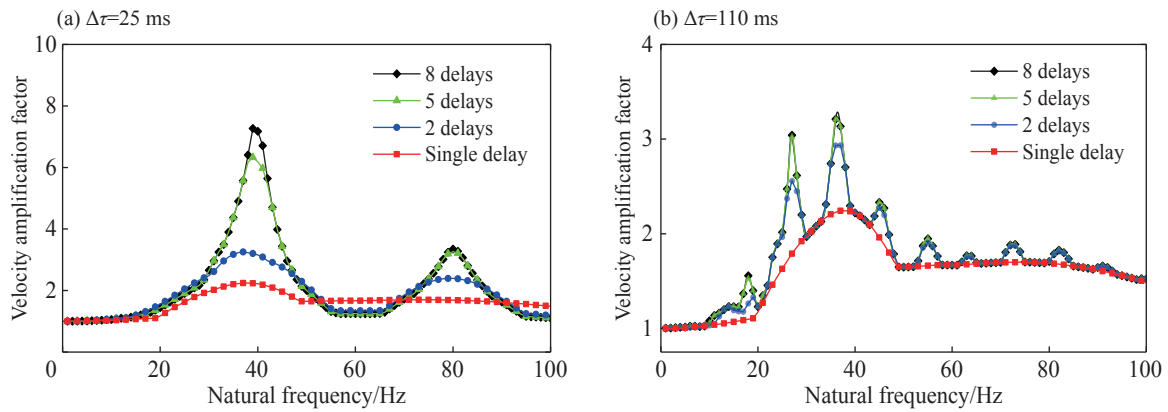 (a) Δτ=25 ms
10
8
6
4
2
0
20
40
60
80
100
Velocity amplification factor
Natural frequency/Hz
8 delays
5 delays
2 delays
Single delay
(b) Δτ=110 ms
4
3
2
1
0
20
40
60
80
100
Velocity amplification factor
Natural frequency/Hz
8 delays
5 delays
2 delays
Single delay